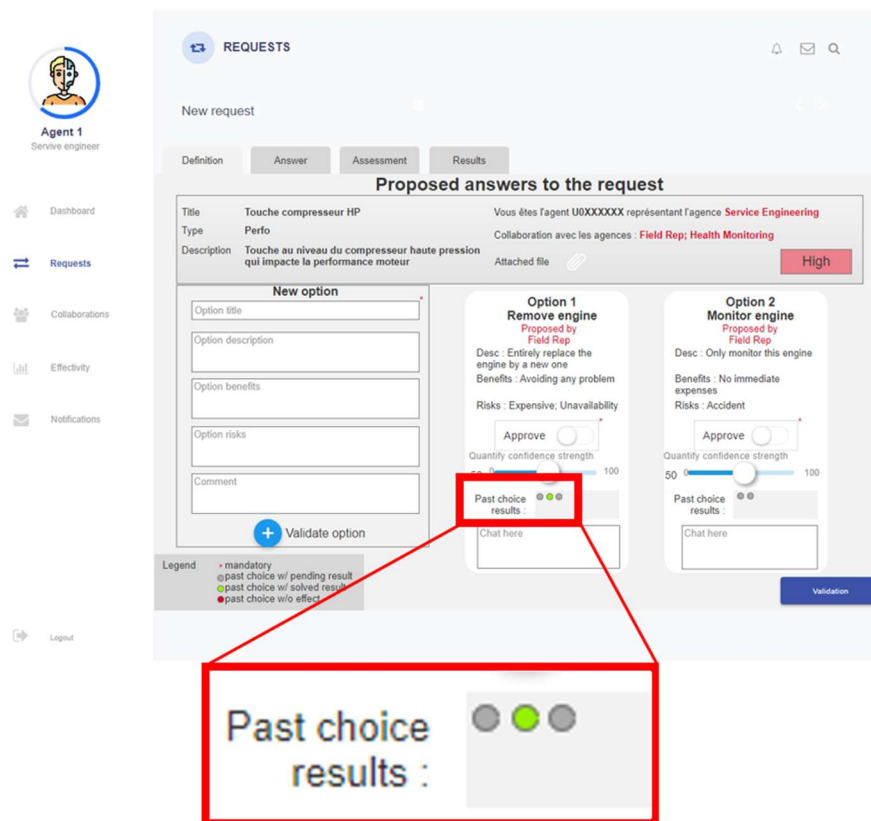 REQUESTS
Agent 1
Servive engineer
Dashboard
Requests
Collaborations
Effectivity
Notifications
Logout
New request
Definition Answer Assessment Results
Proposed answers to the request
Title Touche compresseur HP
Type Perfo
Description Touche au niveau du compresseur haute pression
qui impacte la performance moteur
Vous êtes l'agent U0XXXXXX représentant l'agence Service Engineering
Collaboration avec les agences : Field Rep; Health Monitoring
Attached file
High
New option
*
Option title
Option description
Option benefits
Option risks
Comment
+ Validate option
Option 1
Remove engine
Proposed by
Field Rep
Desc : Entirely replace the
engine by a new one
Benefits : Avoiding any problem
Risks : Expensive; Unavailability
*
Approve
Quantify confidence strength
50 0 100
Past choice
results :
Chat here
Option 2
Monitor engine
Proposed by
Field Rep
Desc : Only monitor this engine
Benefits : No immediate
expenses
Risks : Accident
*
Approve
Quantify confidence strength
50 0 100
Past choice
results :
Chat here
Legend * mandatory
past choice w/ pending result
past choice w/ solved result
past choice w/o effect
Validation
Past choice
results :